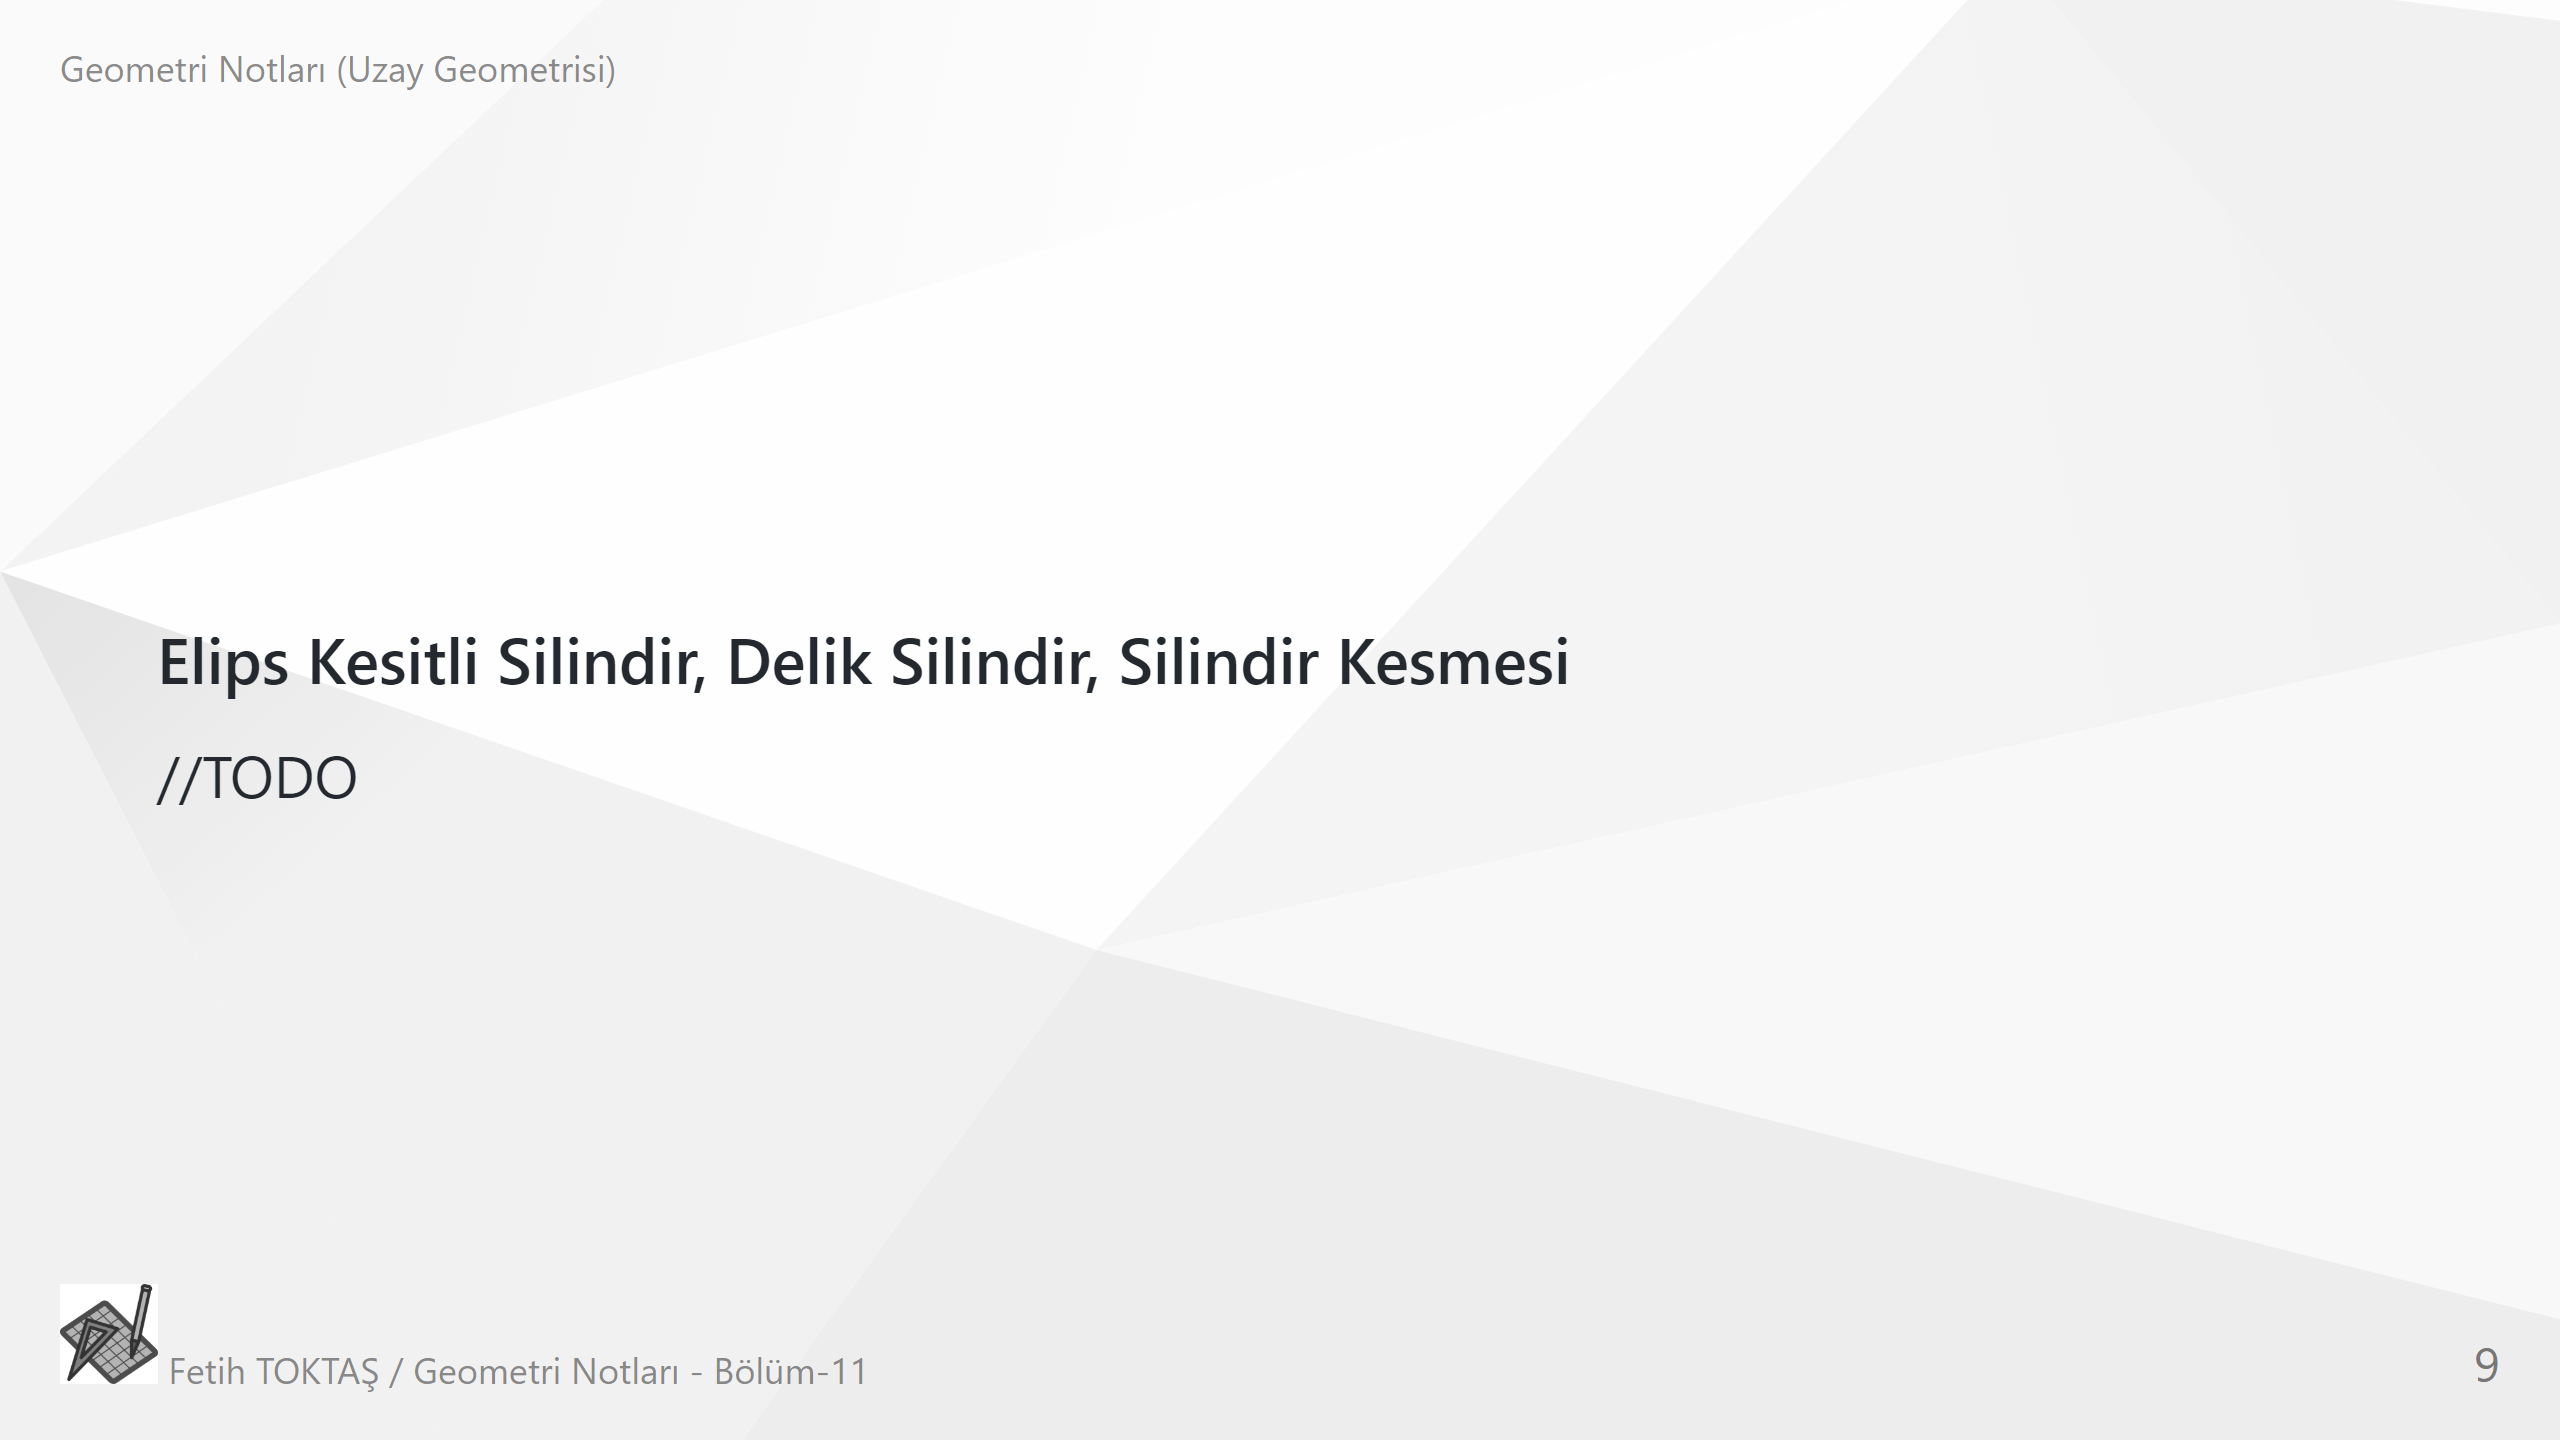 Geometri Notları (Uzay Geometrisi)
Elips Kesitli Silindir, Delik Silindir, Silindir Kesmesi
//TODO
Fetih TOKTAŞ / Geometri Notları - Bölüm-11
9